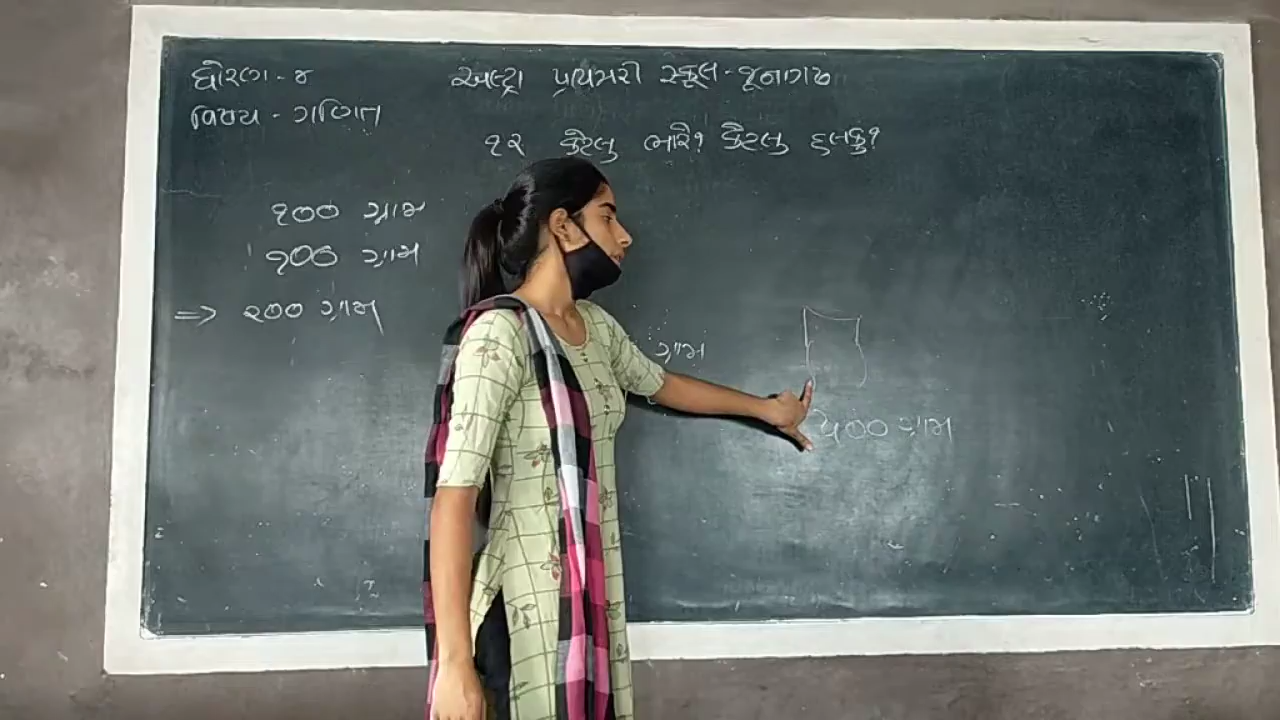 ધોરણ - ૪
અલ્ટ્રા પ્રાયમરી સ્કૂલ - જૂનાગઢ
વિષય - ગણિત
૧૨ કેટલુ ભારે? કેટલુ હલકુ?
૧૦૦ ગ્રામ
૧૦૦ ગ્રામ
=> ૨૦૦ ગ્રામ
ગ્રામ
૫૦૦ ગ્રામ